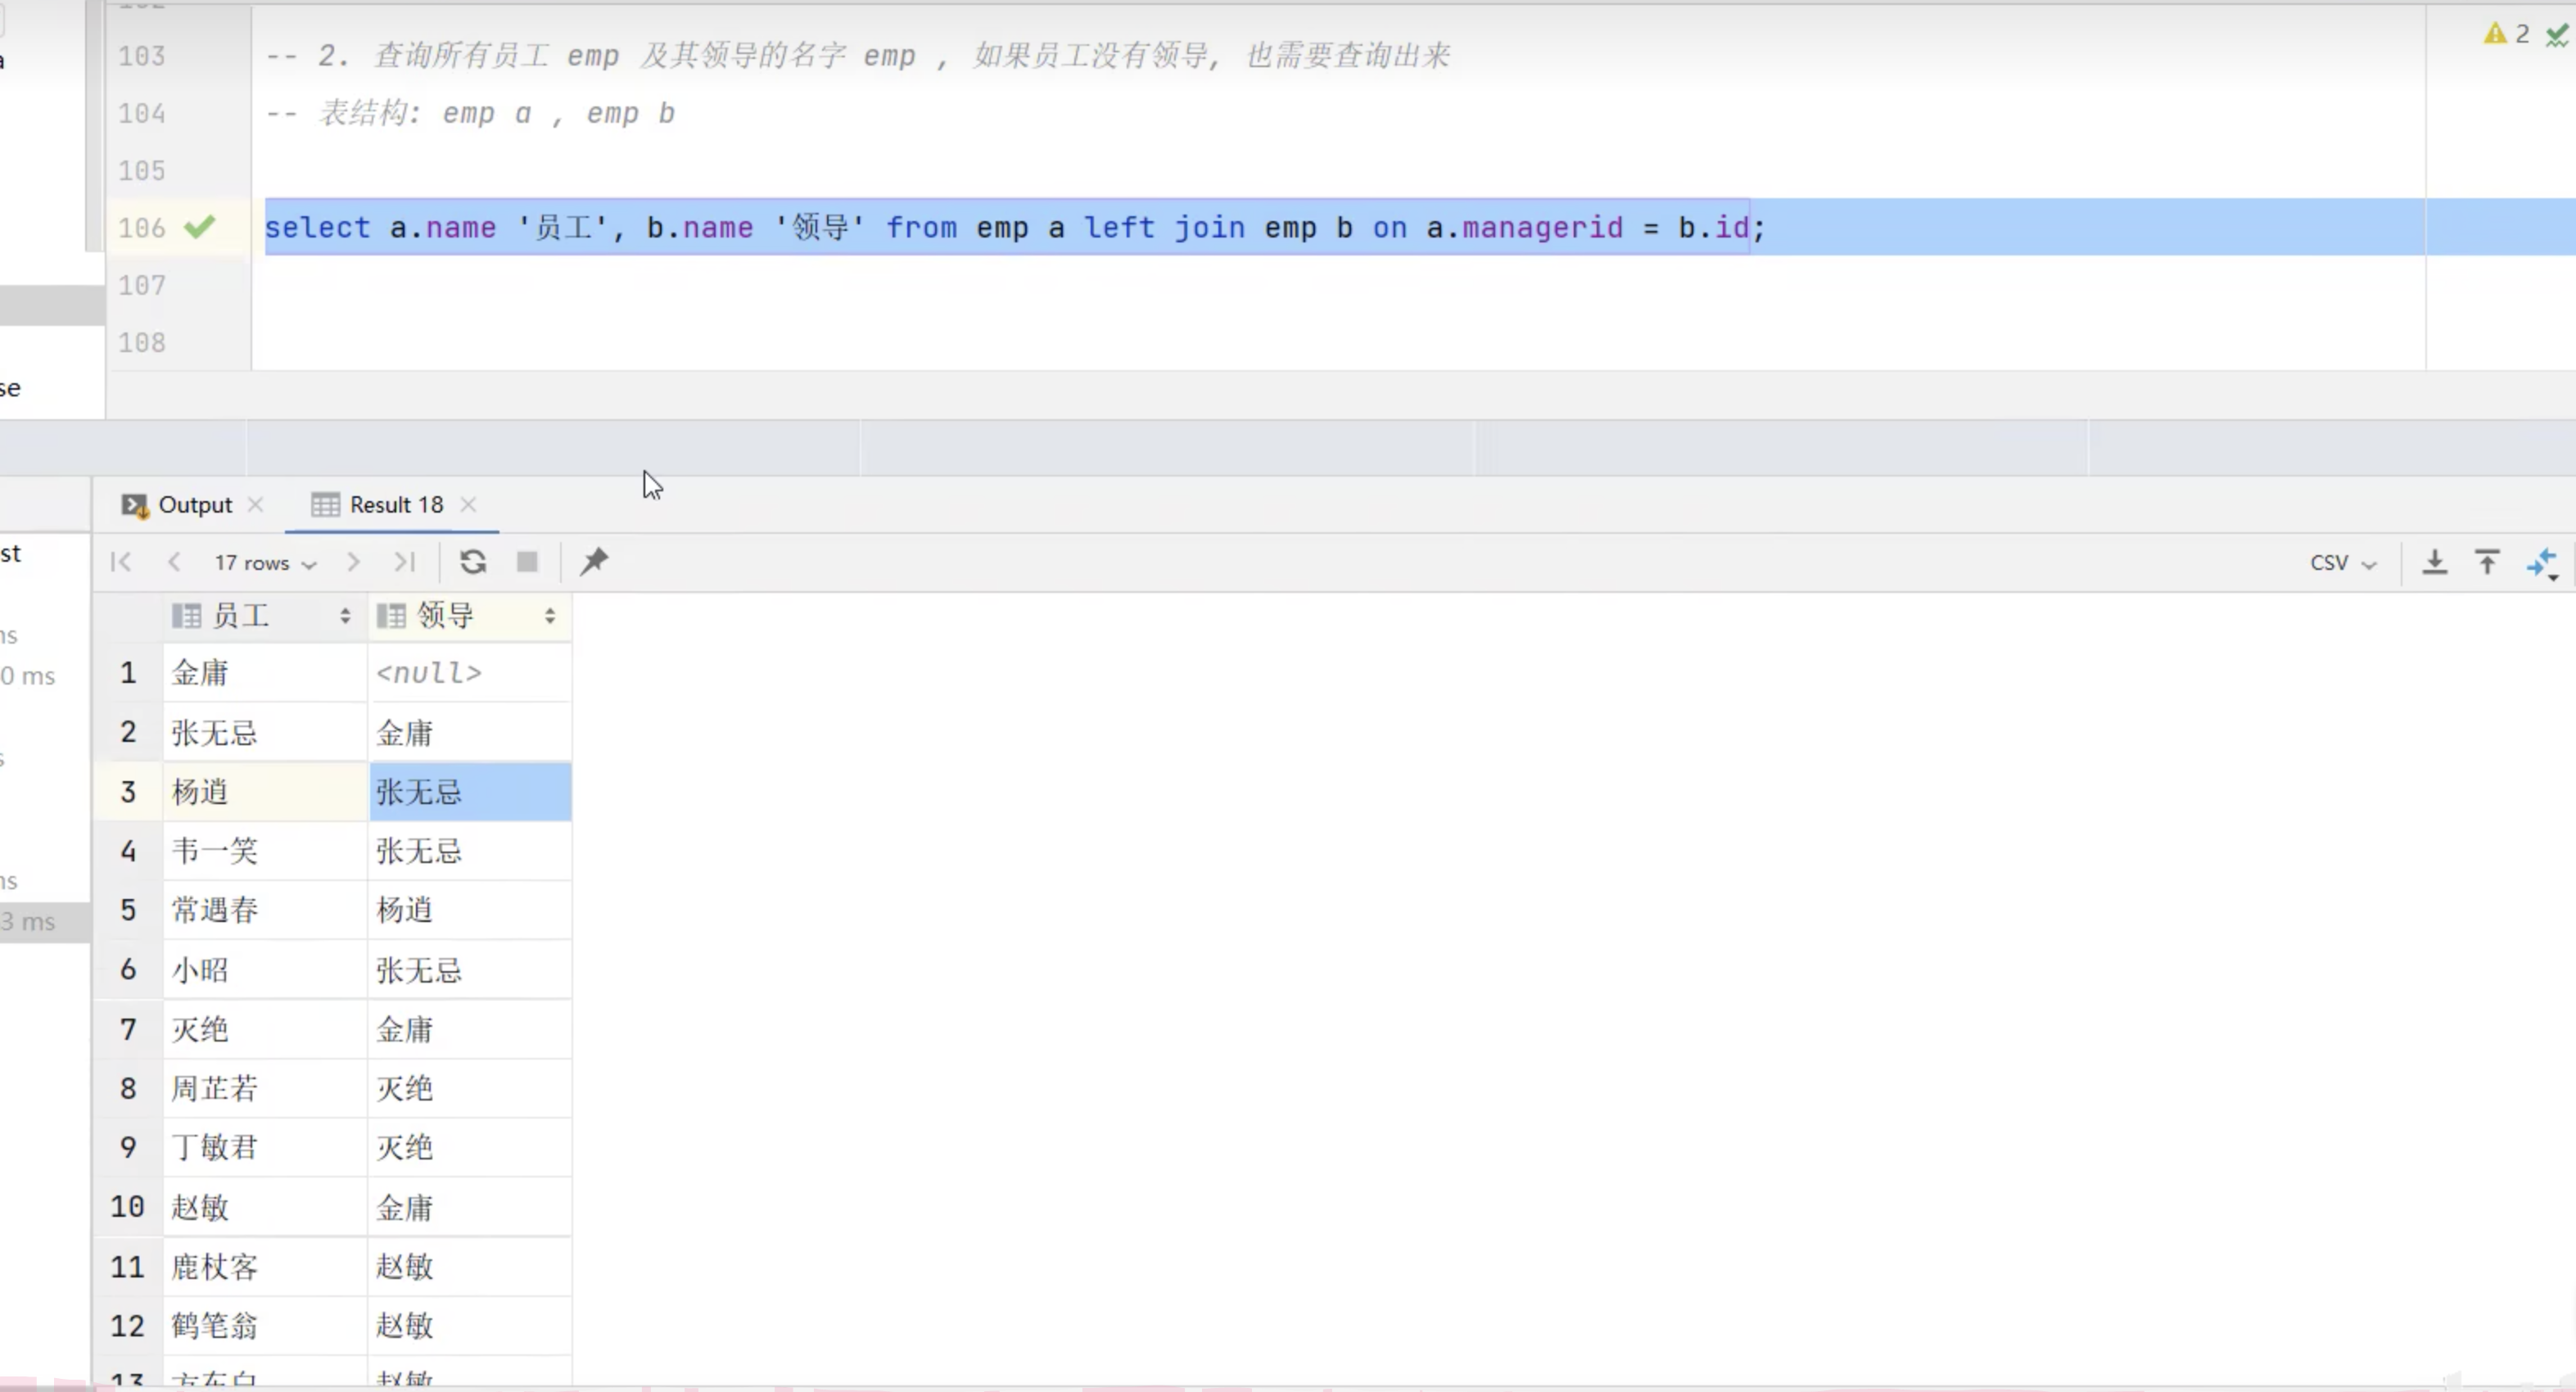 103 -- 2. 查询所有员工 emp 及其领导的名字 emp , 如果员工没有领导, 也需要查询出来
2
104 -- 表结构: emp a , emp b
105
106 select a.name '员工', b.name '领导' from emp a left join emp b on a.managerid = b.id;
107
108
se
Output
Result 18
st
17 rows
CSV
员工 领导
1 金庸 <null>
0 ms
2 张无忌 金庸
3 杨逍 张无忌
4 韦一笑 张无忌
5 常遇春 杨逍
3 ms
6 小昭 张无忌
7 灭绝 金庸
8 周芷若 灭绝
9 丁敏君 灭绝
10 赵敏 金庸
11 鹿杖客 赵敏
12 鹤笔翁 赵敏
13 方东白 赵敏